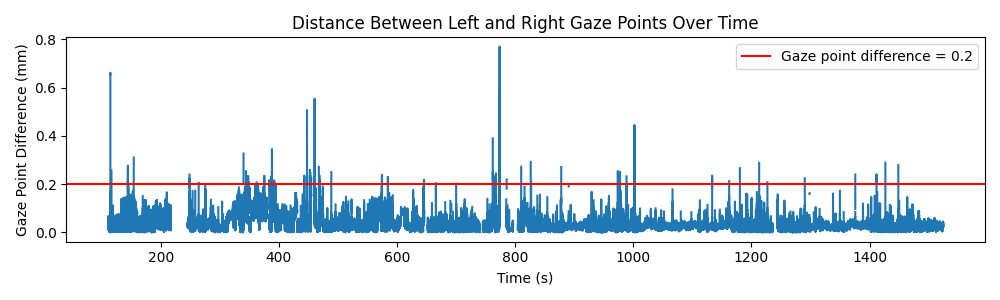 Distance Between Left and Right Gaze Points Over Time
Gaze point difference = 0.2
Gaze Point Difference (mm)
0.8
0.6
0.4
0.2
0.0
200 400 600 800 1000 1200 1400
Time (s)